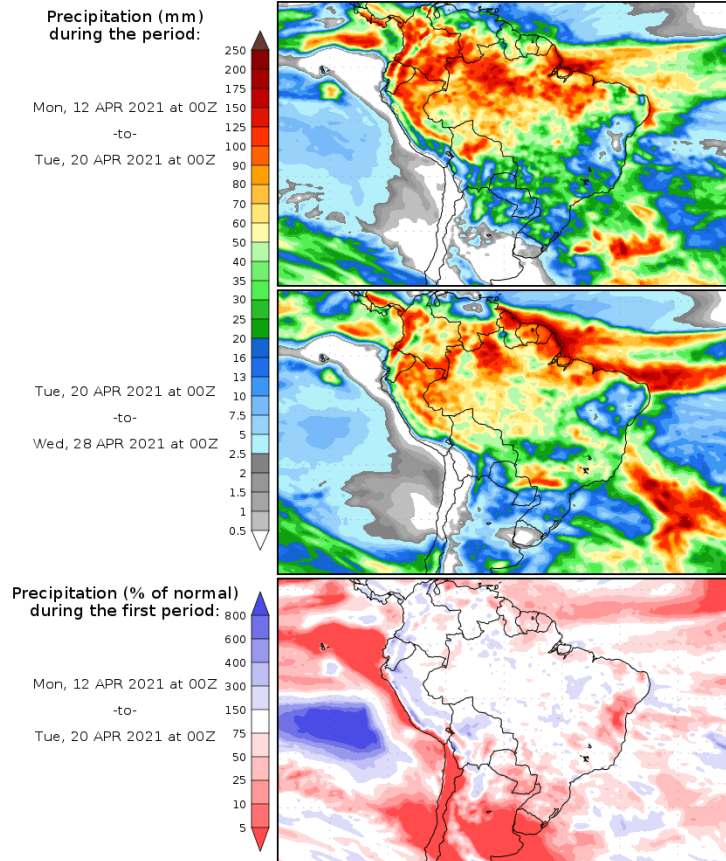 Precipitation (mm)
during the period:
Mon, 12 APR 2021 at 00Z
-to-
Tue, 20 APR 2021 at 00Z
250
200
175
150
125
100
90
80
70
60
50
40
35
30
25
20
16
13
10
7.5
5
2.5
2
1.5
1
0.5
Tue, 20 APR 2021 at 00Z
-to-
Wed, 28 APR 2021 at 00Z
Precipitation (% of normal)
during the first period:
Mon, 12 APR 2021 at 00Z
-to-
Tue, 20 APR 2021 at 00Z
800
600
400
300
150
75
50
25
10
5